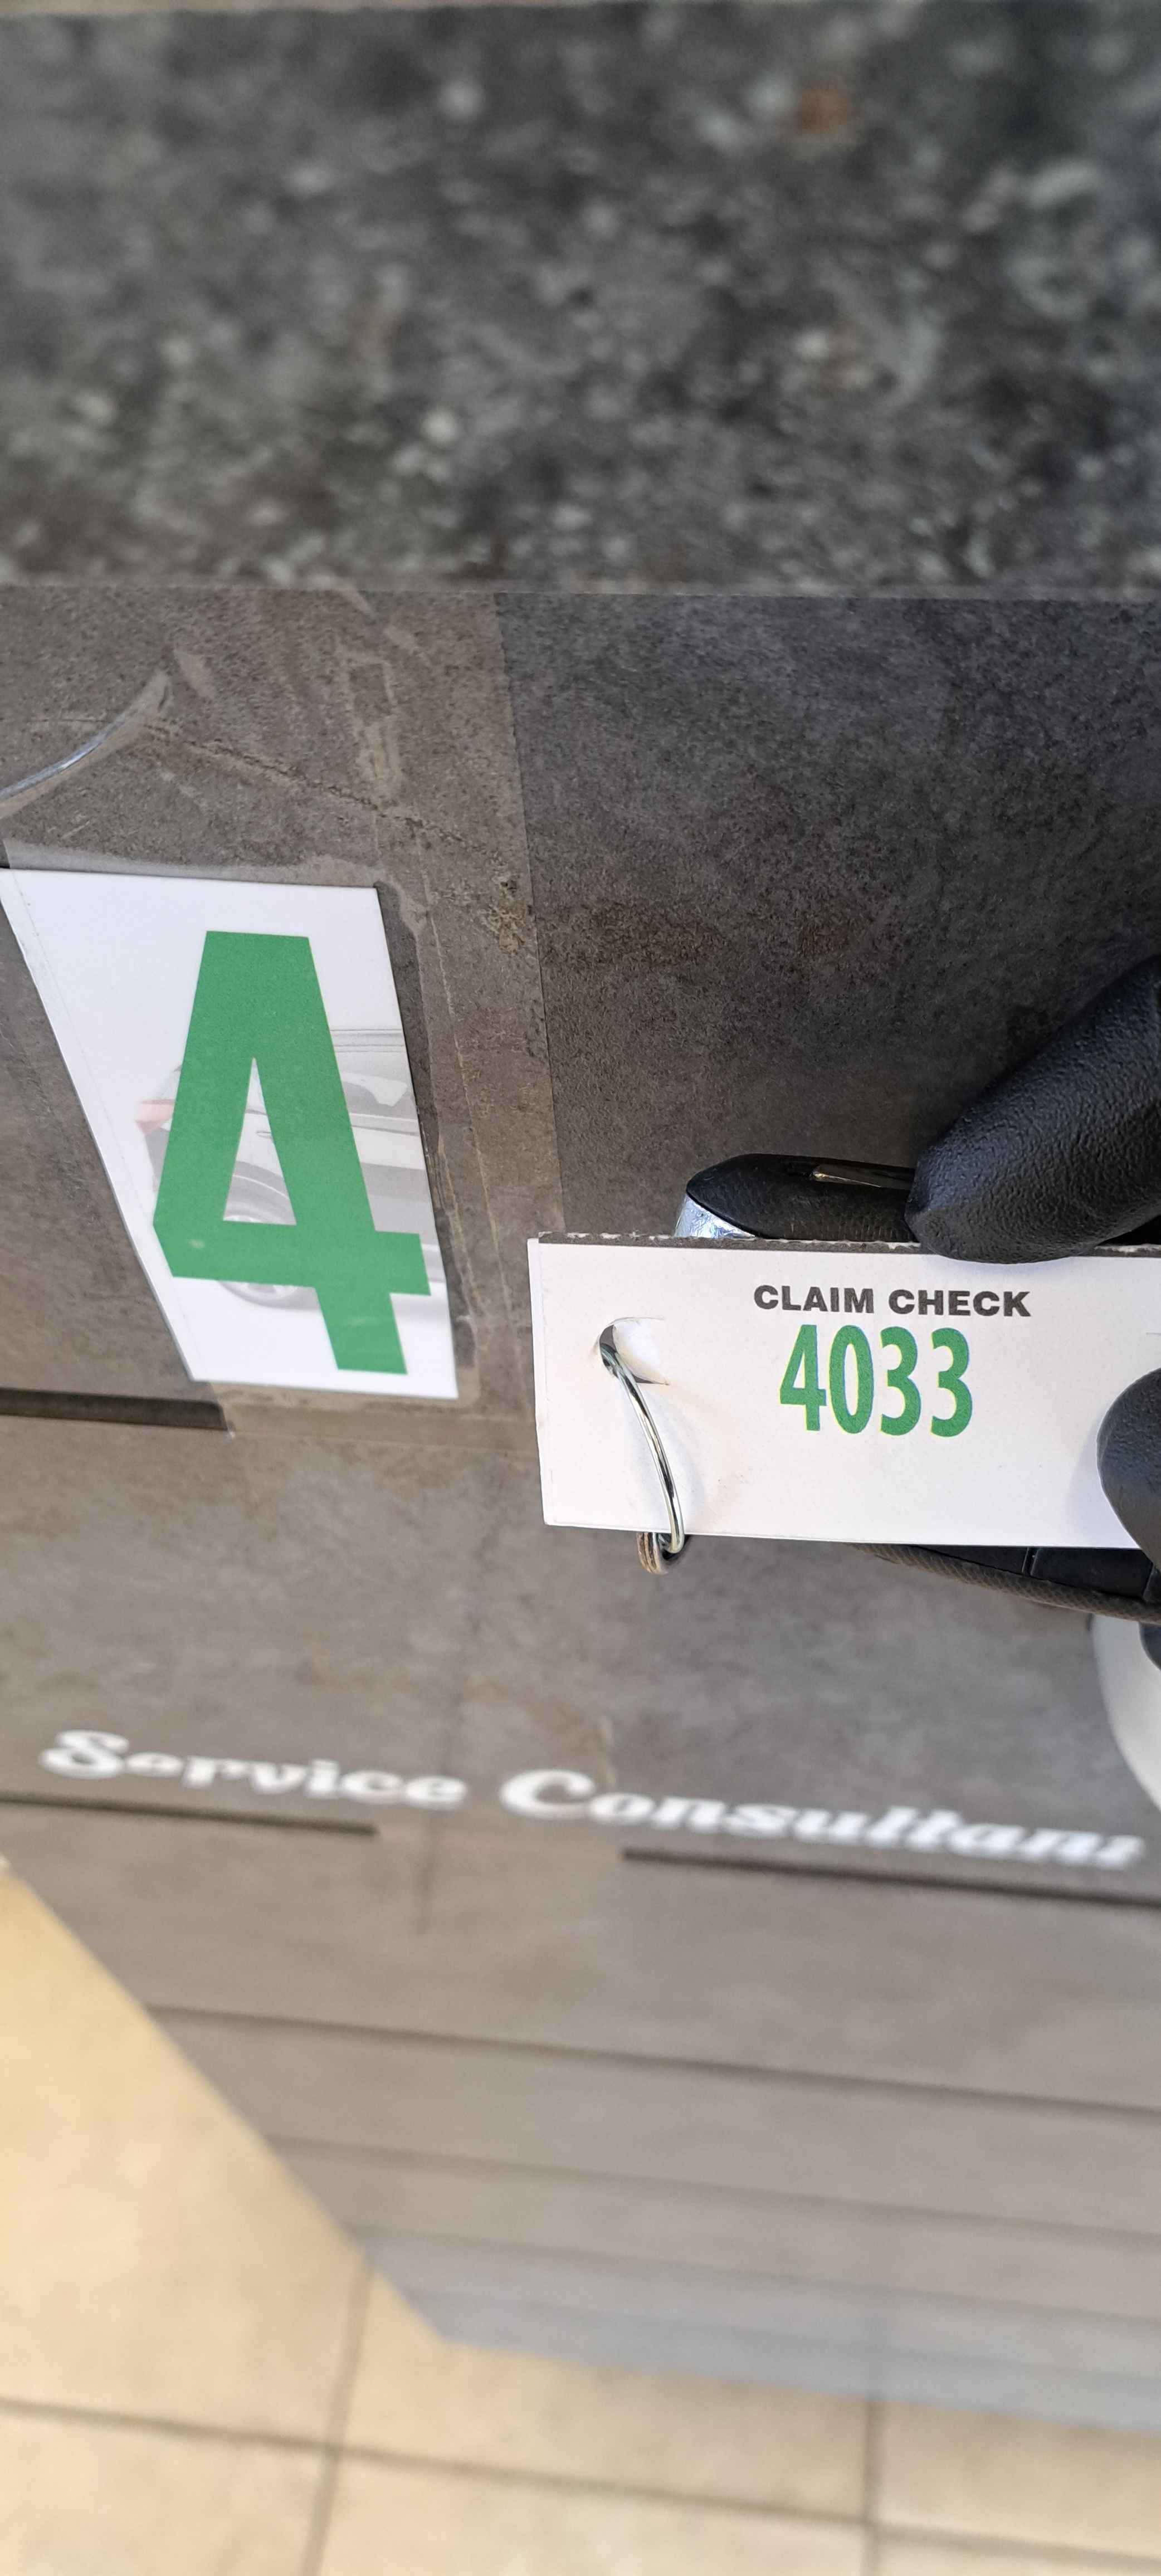 4
CLAIM CHECK
4033
Service Consultant